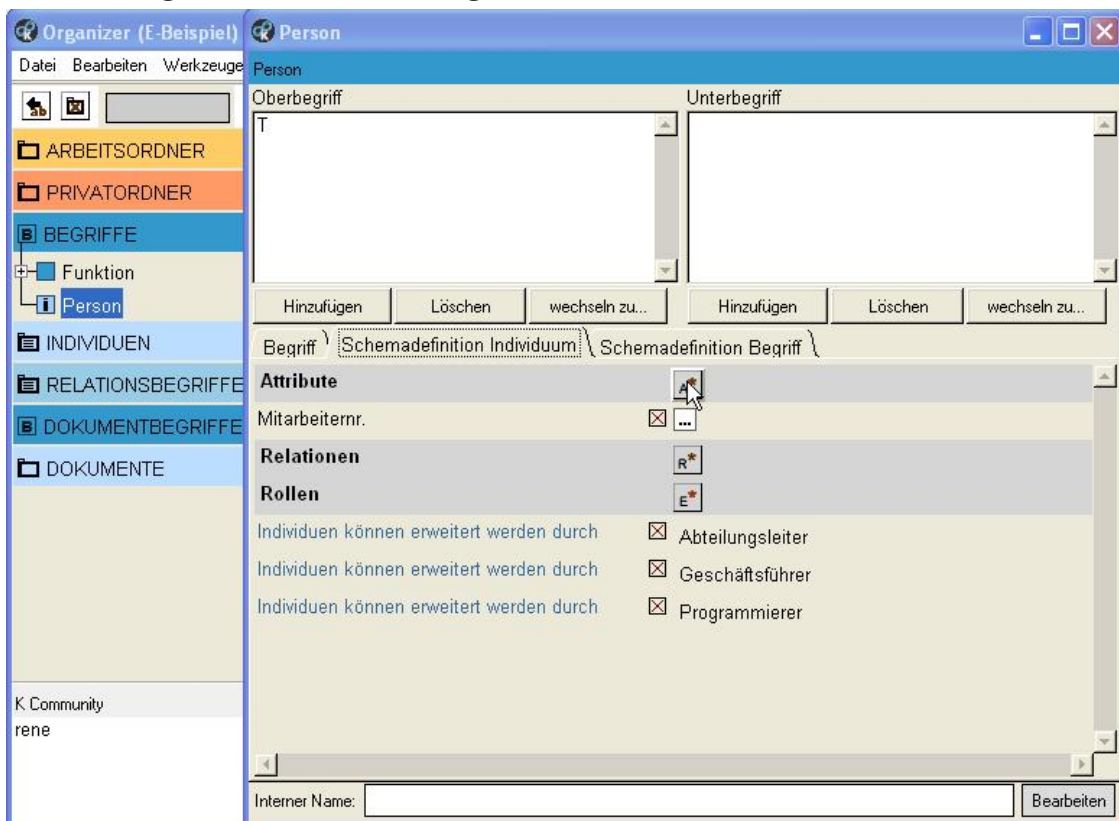 Organizer (E-Beispiel)
Datei Bearbeiten Werkzeuge
ARBEITSORDNER
PRIVATORDNER
BEGRIFFE
Funktion
Person
INDIVIDUEN
RELATIONSBEGRIFFE
DOKUMENTBEGRIFFE
DOKUMENTE
K Community
rene
Person
Person
Oberbegriff
Unterbegriff
T
Hinzufügen Löschen wechseln zu...
Hinzufügen Löschen wechseln zu...
Begriff Schemadefinition Individuum Schemadefinition Begriff
Attribute A*
Mitarbeiternr. ...
Relationen R*
Rollen E*
Individuen können erweitert werden durch Abteilungsleiter
Individuen können erweitert werden durch Geschäftsführer
Individuen können erweitert werden durch Programmierer
Interner Name: Bearbeiten